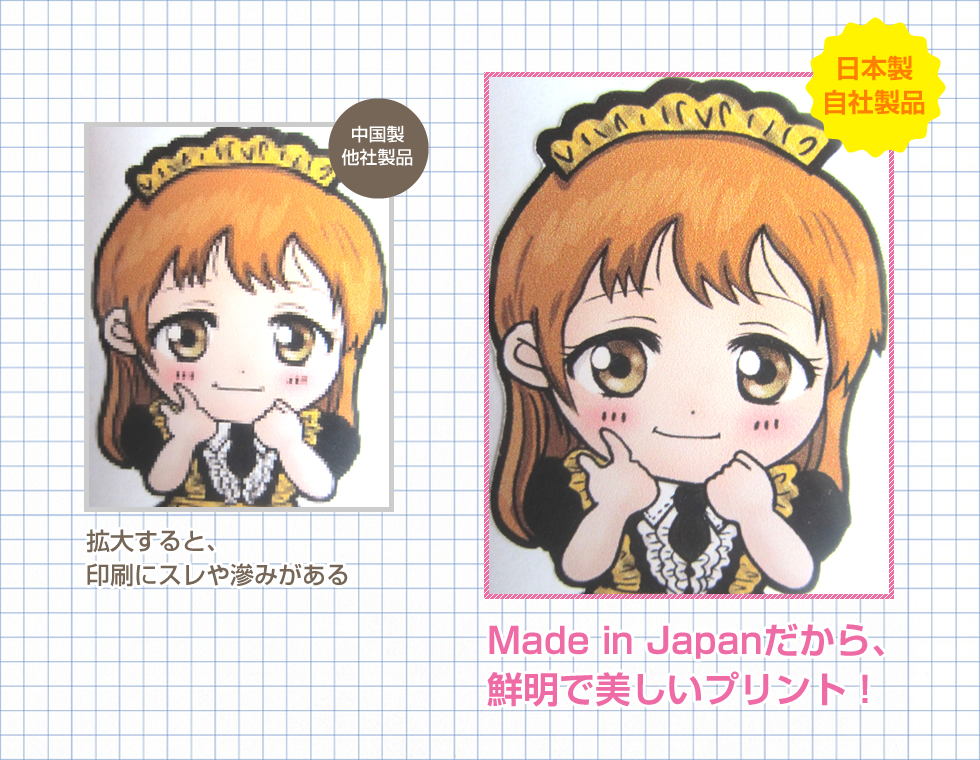 中国製
他社製品
拡大すると、
印刷にスレや滲みがある
日本製
自社製品
Made in Japanだから、
鮮明で美しいプリント！